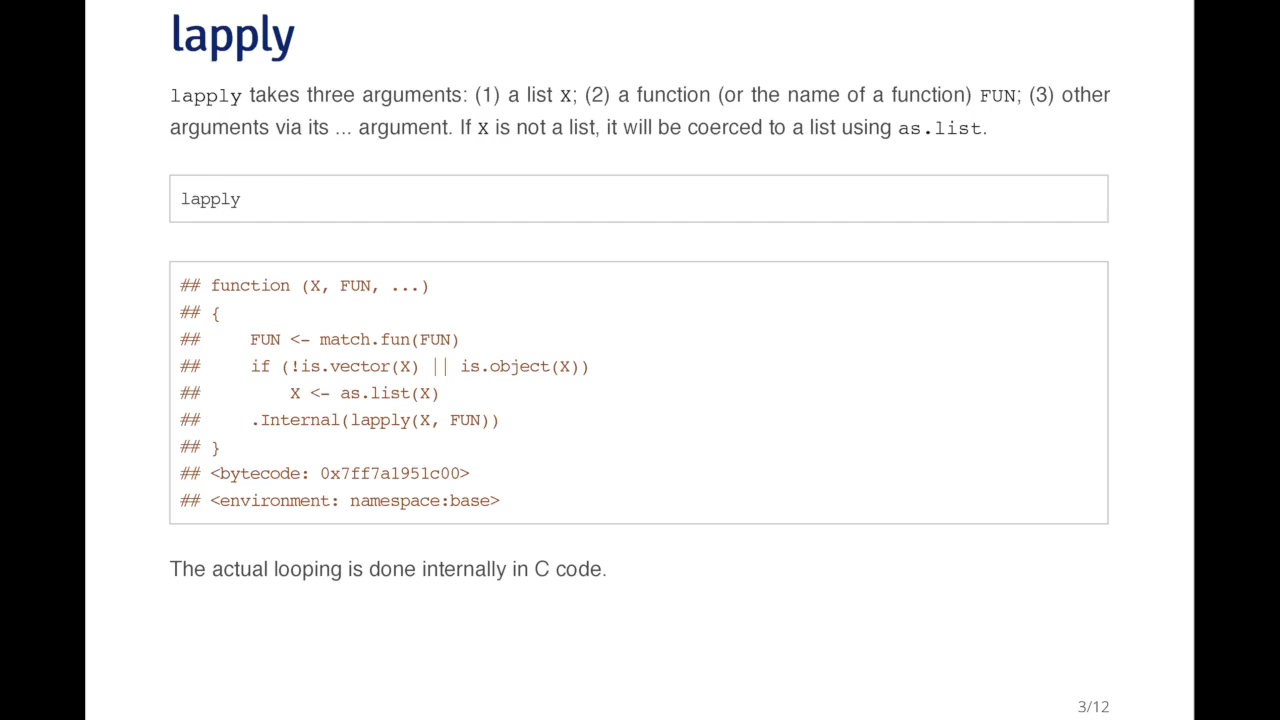 lapply
lapply takes three arguments: (1) a list X; (2) a function (or the name of a function) FUN; (3) other
arguments via its ... argument. If X is not a list, it will be coerced to a list using as.list.
lapply
## function (X, FUN, ...)
## {
##     FUN <- match.fun(FUN)
##     if (!is.vector(X) || is.object(X))
##         X <- as.list(X)
##     .Internal(lapply(X, FUN))
## }
## <bytecode: 0x7ff7a1951c00>
## <environment: namespace:base>
The actual looping is done internally in C code.
3/12